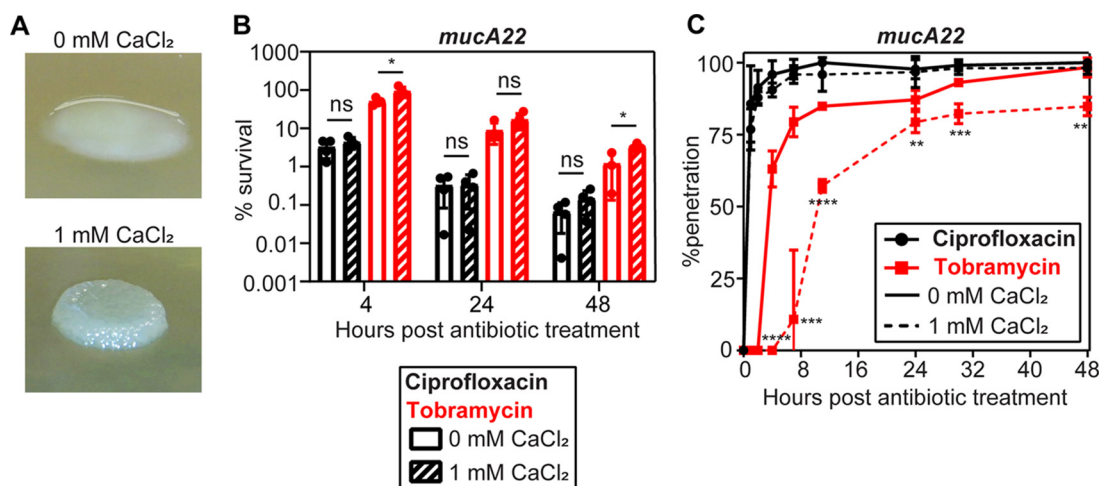 A
0 mM CaCl₂
1 mM CaCl₂
B
mucA22
1000
100
10
1
0.1
0.01
0.001
% survival
ns
*
ns
ns
ns
*
4
24
48
Hours post antibiotic treatment
Ciprofloxacin
Tobramycin
0 mM CaCl₂
1 mM CaCl₂
C
mucA22
100
75
50
25
0
%penetration
****
***
****
**
***
**
Ciprofloxacin
Tobramycin
0 mM CaCl₂
1 mM CaCl₂
0
8
16
24
32
40
48
Hours post antibiotic treatment